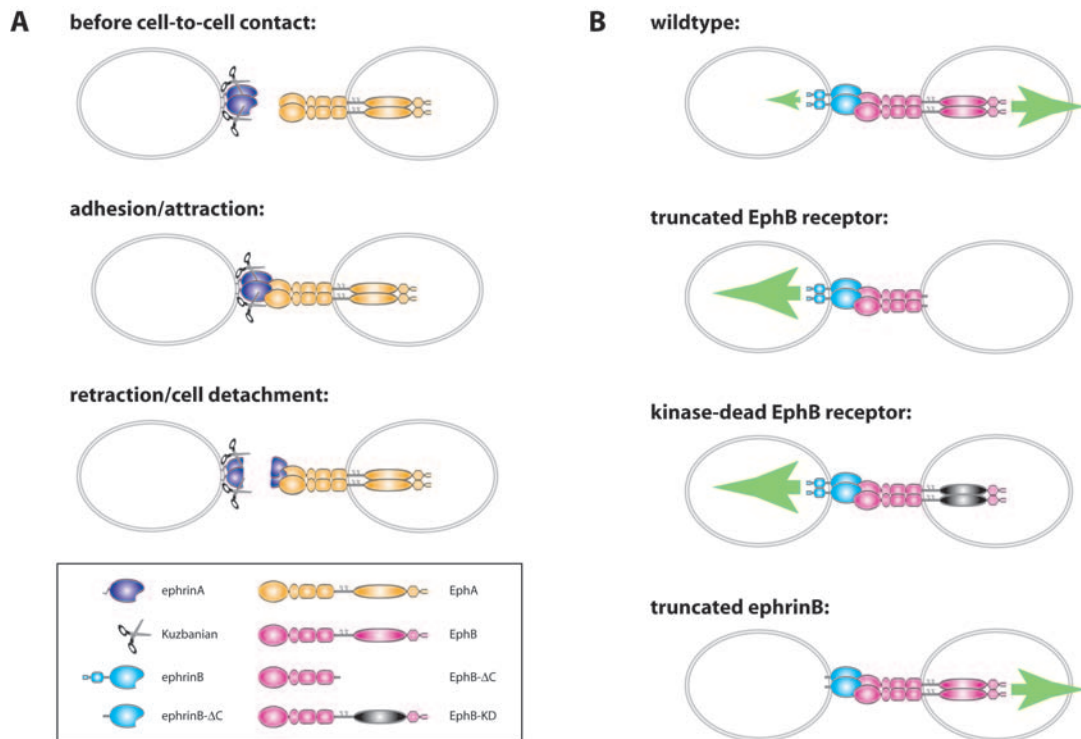 A
before cell-to-cell contact:
adhesion/attraction:
retraction/cell detachment:
ephrinA
EphA
Kuzbanian
EphB
ephrinB
EphB-ΔC
ephrinB-ΔC
EphB-KD
B
wildtype:
truncated EphB receptor:
kinase-dead EphB receptor:
truncated ephrinB: